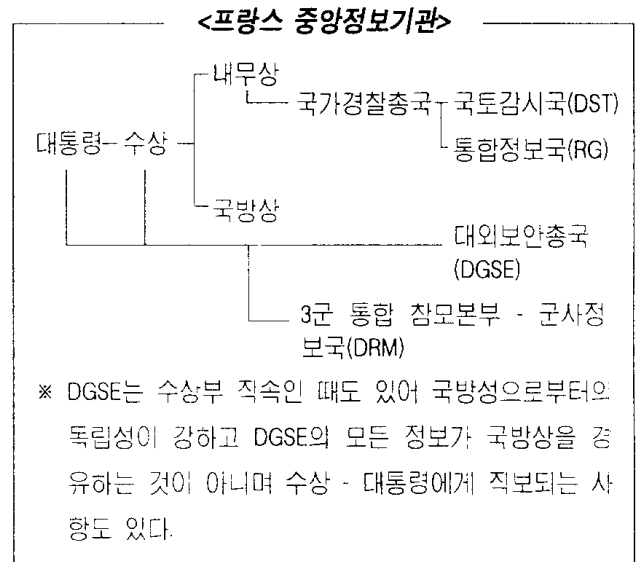 <프랑스 중앙정보기관>
내무상
국가경찰총국 국토감시국(DST)
대통령 수상 통합정보국(RG)
국방상
대외보안총국
(DGSE)
3군 통합 참모본부 - 군사정
보국(DRM)
※ DGSE는 수상부 직속인 때도 있어 국방성으로부터의
독립성이 강하고 DGSE의 모든 정보가 국방상을 경
유하는 것이 아니며 수상 - 대통령에게 직보되는 사
항도 있다.